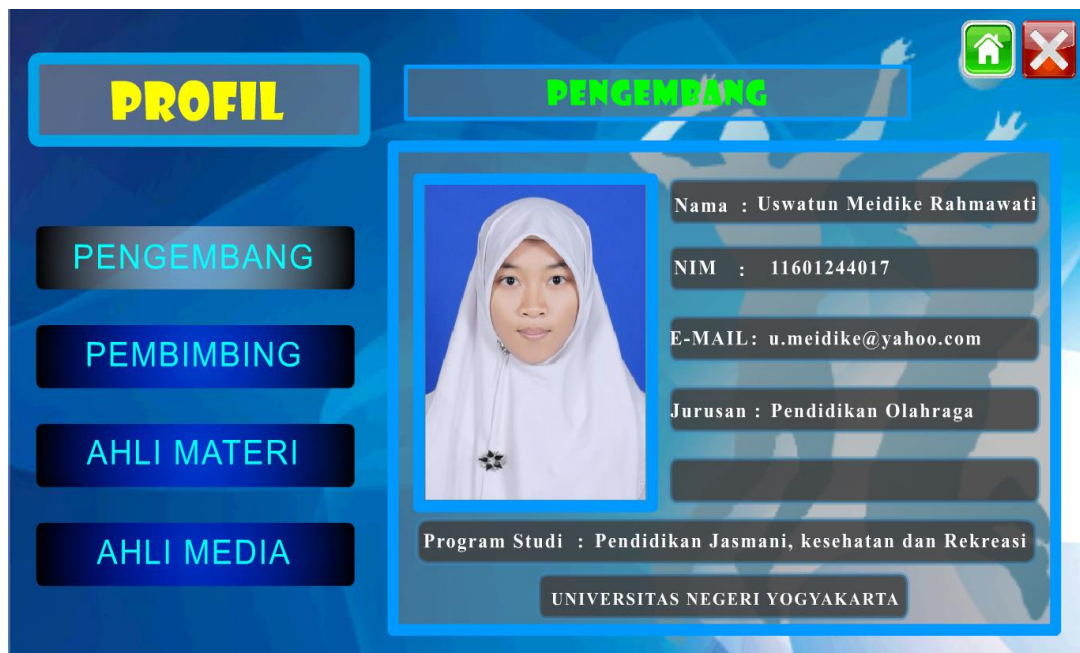 PROFIL
PENGEMBANG
PENGEMBANG
PEMBIMBING
AHLI MATERI
AHLI MEDIA
Nama : Uswatun Meidike Rahmawati
NIM : 11601244017
E-MAIL: u.meidike@yahoo.com
Jurusan : Pendidikan Olahraga
Program Studi : Pendidikan Jasmani, kesehatan dan Rekreasi
UNIVERSITAS NEGERI YOGYAKARTA